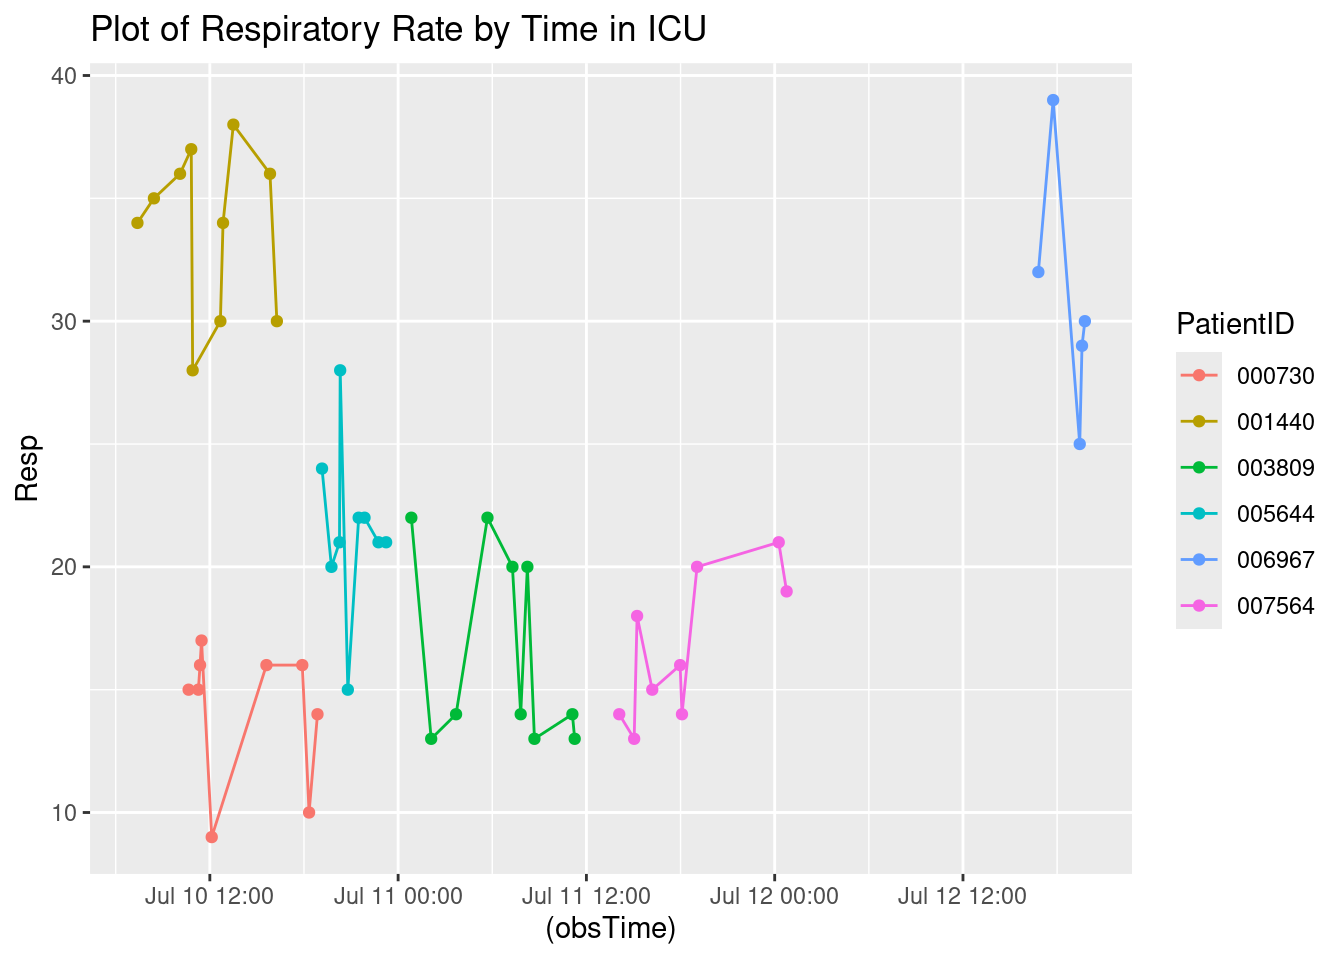 Plot of Respiratory Rate by Time in ICU
40
30
20
10
Resp
Jul 10 12:00
Jul 11 00:00
Jul 11 12:00
Jul 12 00:00
Jul 12 12:00
(obsTime)
PatientID
000730
001440
003809
005644
006967
007564